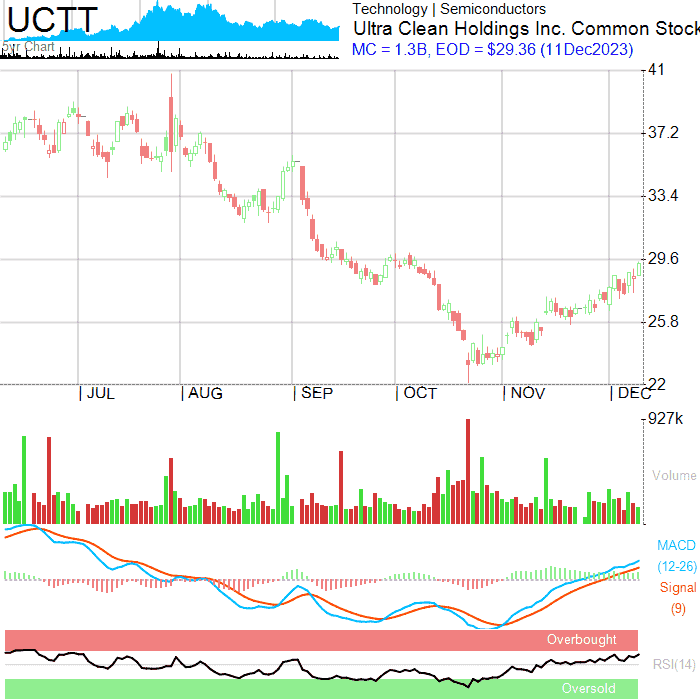 UCTT
5yr Chart
Technology | Semiconductors
Ultra Clean Holdings Inc. Common Stock
MC = 1.3B, EOD = $29.36 (11Dec2023)
41
37.2
33.4
29.6
25.8
22
JUL
AUG
SEP
OCT
NOV
DEC
927k
Volume
MACD
(12-26)
Signal
(9)
Overbought
RSI(14)
Oversold